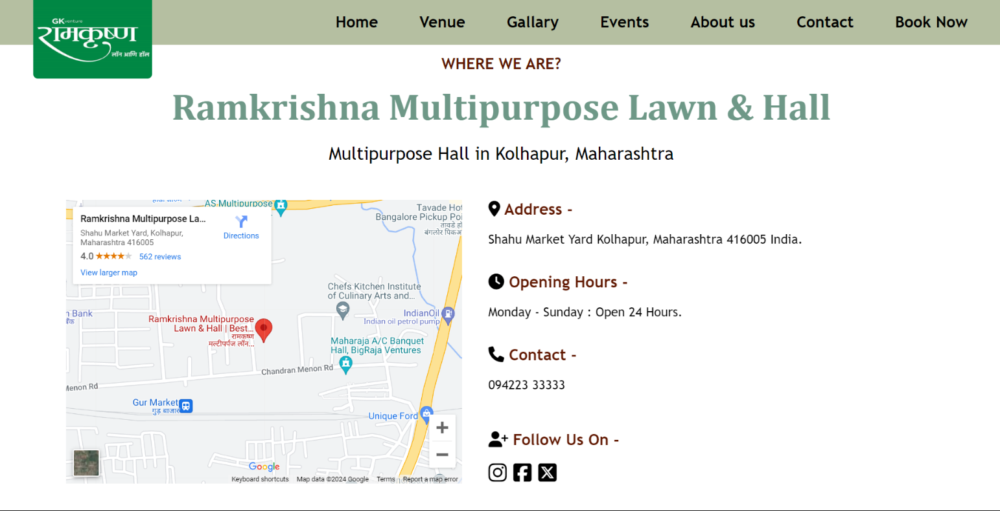 GKventure
रामकृष्ण
लॉन आणि हॉल
Home Venue Gallary Events About us Contact Book Now
WHERE WE ARE?
Ramkrishna Multipurpose Lawn & Hall
Multipurpose Hall in Kolhapur, Maharashtra
AS Multipurpose
Ramkrishna Multipurpose La...
Shahu Market Yard, Kolhapur,
Maharashtra 416005
Directions
4.0 562 reviews
View larger map
Tavade Hot
Bangalore Pickup Poi
तावडे हॉ
बंगलोर पिकअ
Chefs Kitchen Institute
of Culinary Arts and...
n Bank
बँक
IndianOil
Indian oil petrol pump
Ramkrishna Multipurpose
Lawn & Hall | Best...
रामकृष्ण
मल्टीपर्पज लॉन...
Maharaja A/C Banquet
Hall, BigRaja Ventures
Chandran Menon Rd
Menon Rd
Gur Market
गुड़ बाजार
Unique Ford
+
−
Google
Keyboard shortcuts Map data ©2024 Google Terms Report a map error
Address -
Shahu Market Yard Kolhapur, Maharashtra 416005 India.
Opening Hours -
Monday - Sunday : Open 24 Hours.
Contact -
094223 33333
Follow Us On -